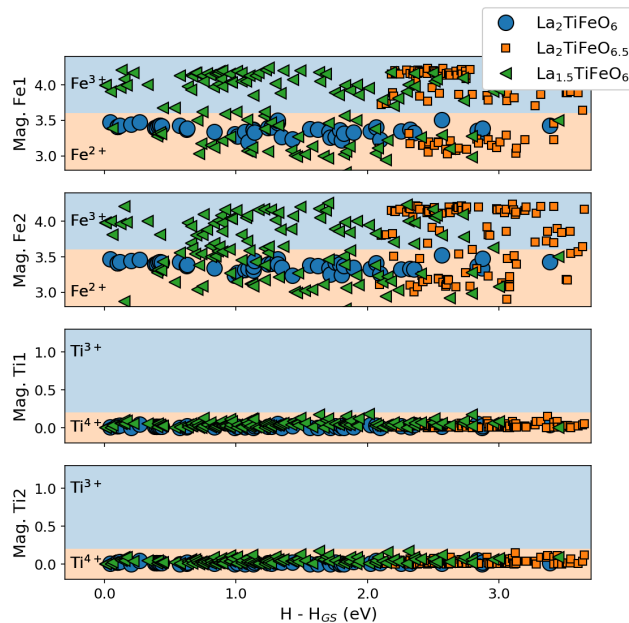 La₂TiFeO₆
La₂TiFeO₆.₅
La₁.₅TiFeO₆
Mag. Fe1
4.0
3.5
3.0
Fe³⁺
Fe²⁺
Mag. Fe2
4.0
3.5
3.0
Fe³⁺
Fe²⁺
Mag. Ti1
1.0
0.5
0.0
Ti³⁺
Ti⁴⁺
Mag. Ti2
1.0
0.5
0.0
Ti³⁺
Ti⁴⁺
0.0 1.0 2.0 3.0
H - H_GS (eV)